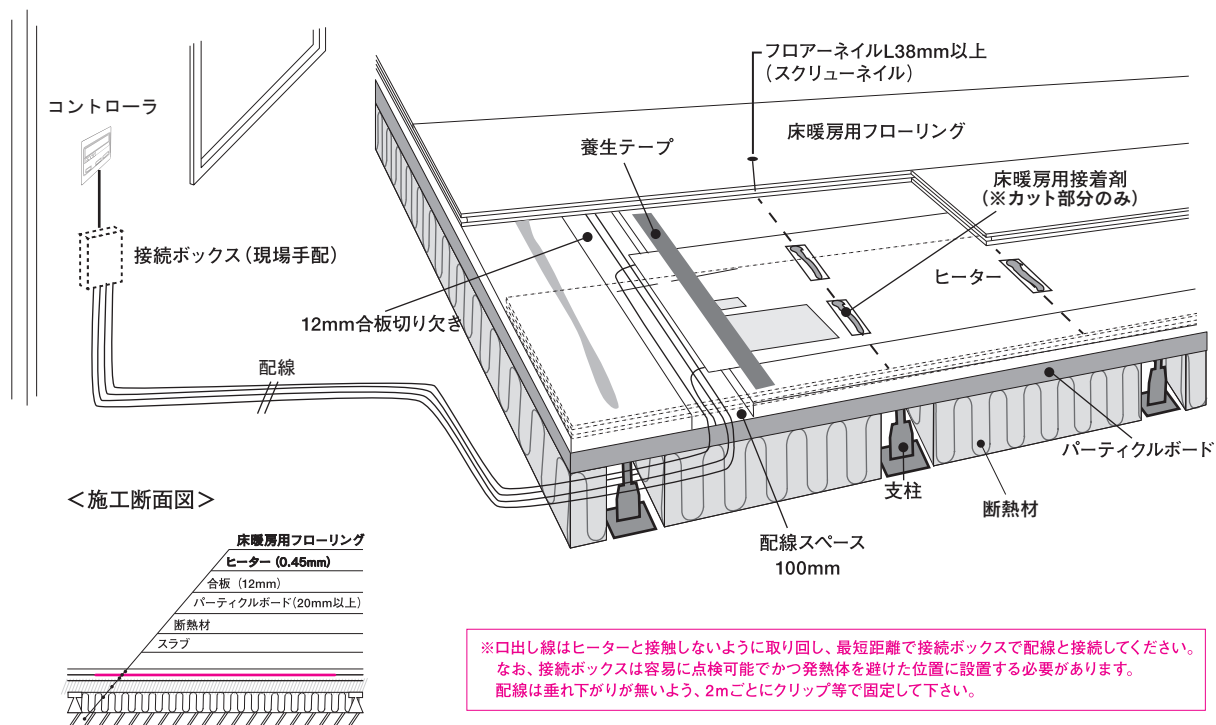 フロアーネイルL38mm以上
（スクリューネイル）
コントローラ
床暖房用フローリング
養生テープ
床暖房用接着剤
（※カット部分のみ）
接続ボックス（現場手配）
ヒーター
12mm合板切り欠き
配線
パーティクルボード
支柱
断熱材
配線スペース
100mm
＜施工断面図＞
床暖房用フローリング
ヒーター（0.45mm）
合板（12mm）
パーティクルボード（20mm以上）
断熱材
スラブ
※口出し線はヒーターと接触しないように取り回し、最短距離で接続ボックスで配線と接続してください。
なお、接続ボックスは容易に点検可能でかつ発熱体を避けた位置に設置する必要があります。
配線は垂れ下がりが無いよう、2mごとにクリップ等で固定して下さい。